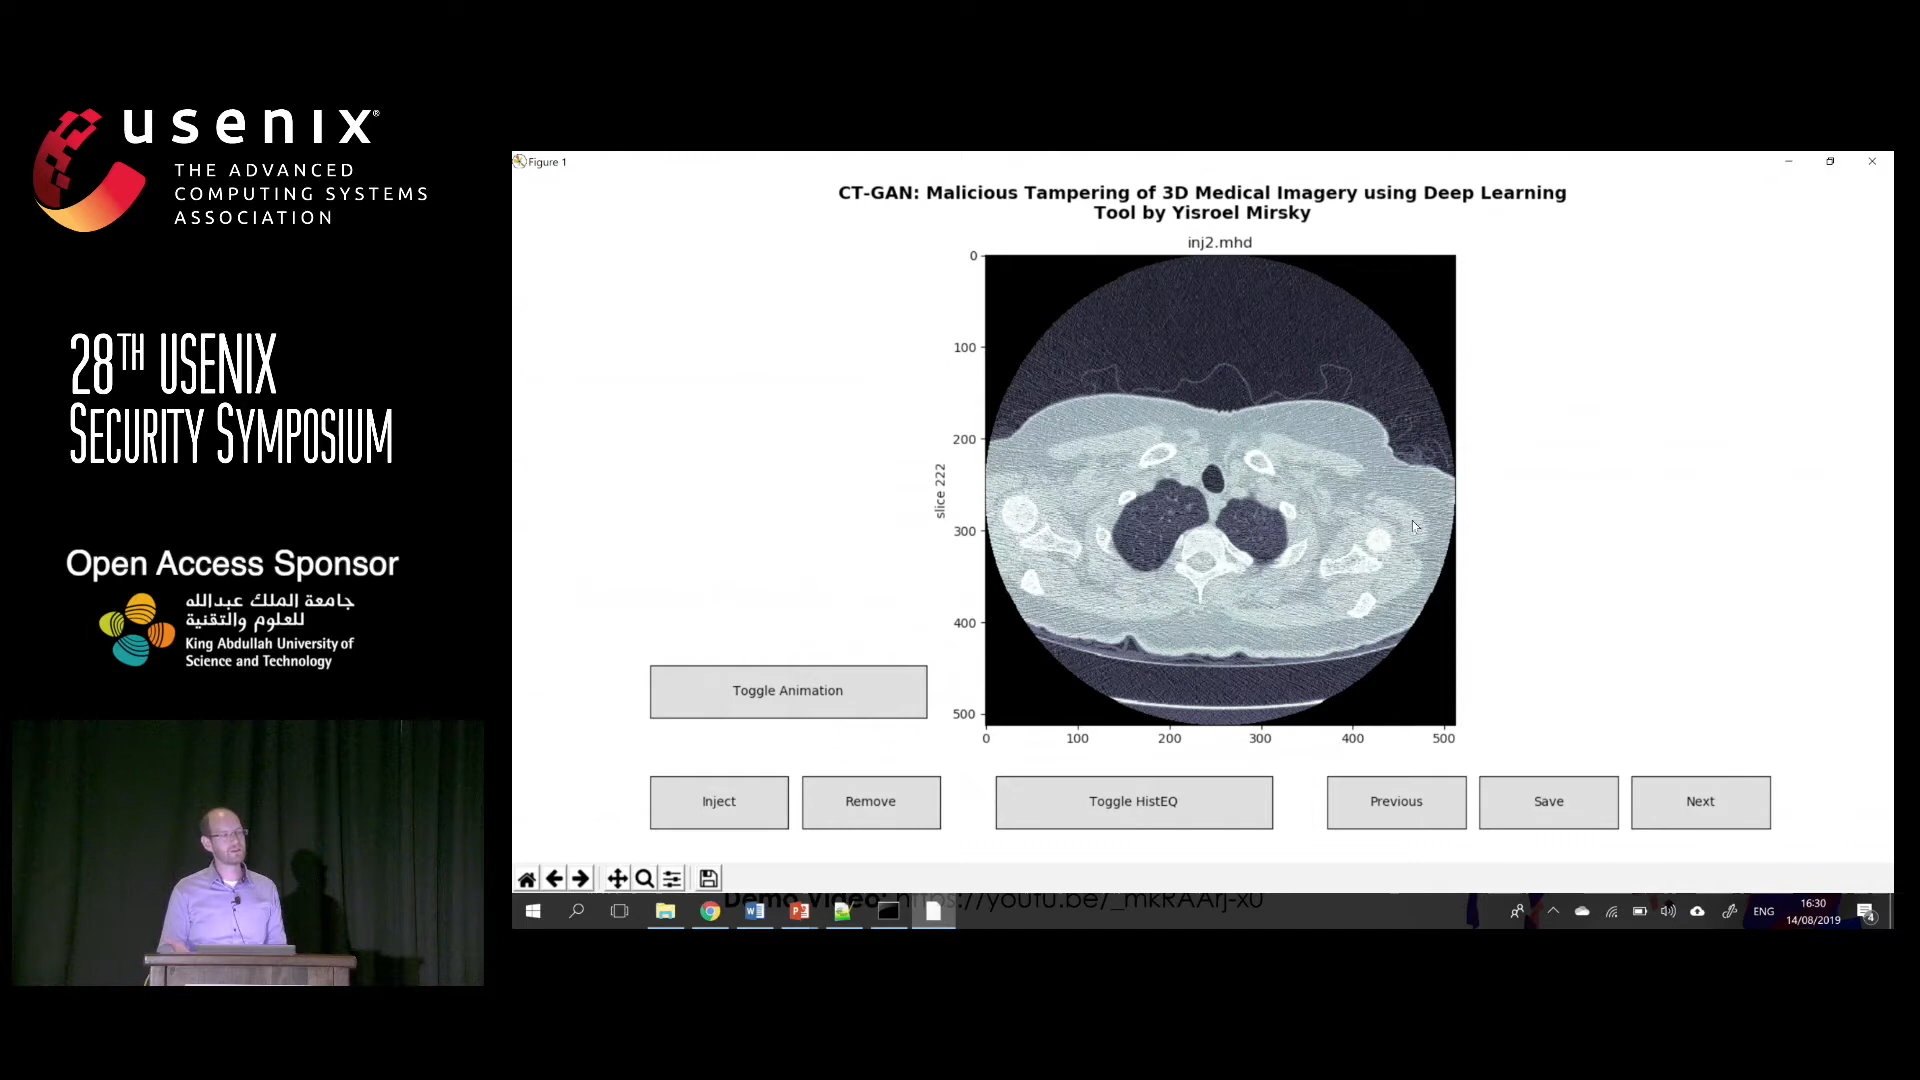 usenix®
THE ADVANCED
COMPUTING SYSTEMS
ASSOCIATION
28TH USENIX
SECURITY SYMPOSIUM
Open Access Sponsor
جامعة الملك عبدالله
للعلوم والتقنية
King Abdullah University of
Science and Technology
Figure 1
CT-GAN: Malicious Tampering of 3D Medical Imagery using Deep Learning
Tool by Yisroel Mirsky
inj2.mhd
0
100
200
300
400
500
slice 222
0
100
200
300
400
500
Toggle Animation
Inject
Remove
Toggle HistEQ
Previous
Save
Next
Demo Video:
ENG
16:30
14/08/2019
4